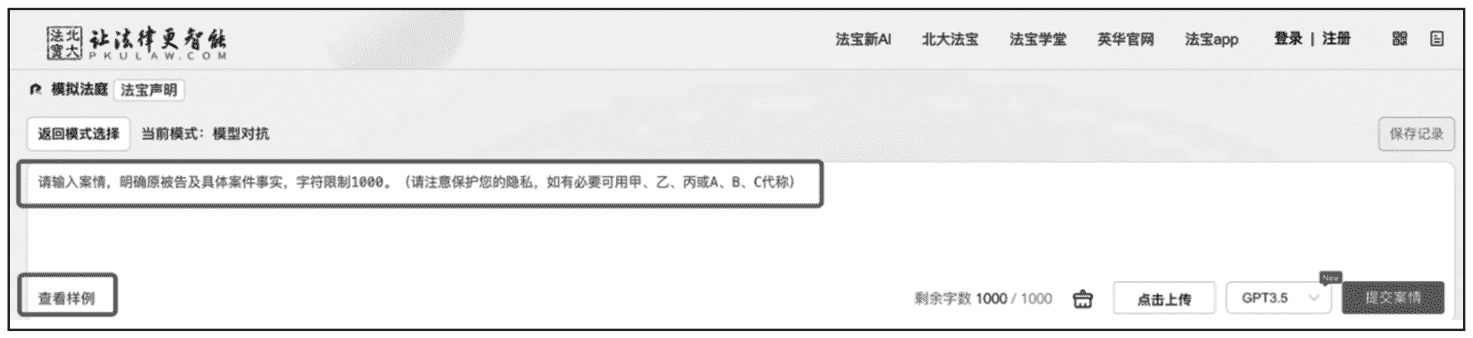 北大法宝 让法律更智能
PKULAW.COM
法宝新AI 北大法宝 法宝学堂 英华官网 法宝app 登录 | 注册
模拟法庭 法宝声明
返回模式选择 当前模式：模型对抗 保存记录
请输入案情，明确原被告及具体案件事实，字符限制1000。（请注意保护您的隐私，如有必要可用甲、乙、丙或A、B、C代称）
New
查看样例 剩余字数 1000 / 1000 点击上传 GPT3.5 提交案情